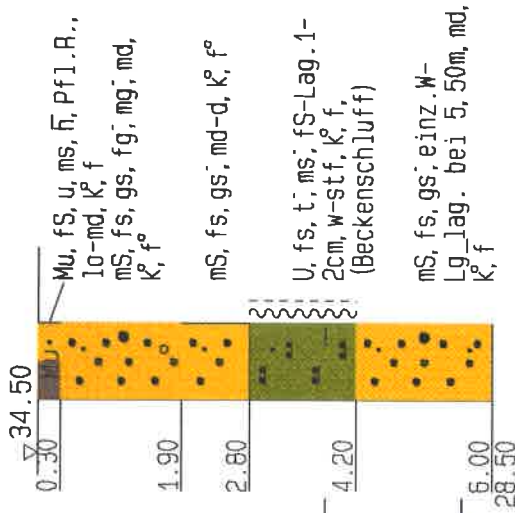 ▽34.50
0.30
1.90
2.80
4.20
6.00
28.50
Mu
Mu, fS, u, ms, h̅, Pfl.R.,
lo-md, k°, f
mS, fs, gs, fg⁻, mg⁻, md,
k°, f°
mS, fs, gs⁻, md-d, k°, f°
U, fs, t⁻, ms⁻, fS-Lag.1-
2cm, w-stf, k°, f,
(Beckenschluff)
mS, fs, gs⁻, einz.W-
Lg_lag. bei 5,50m, md,
k°, f